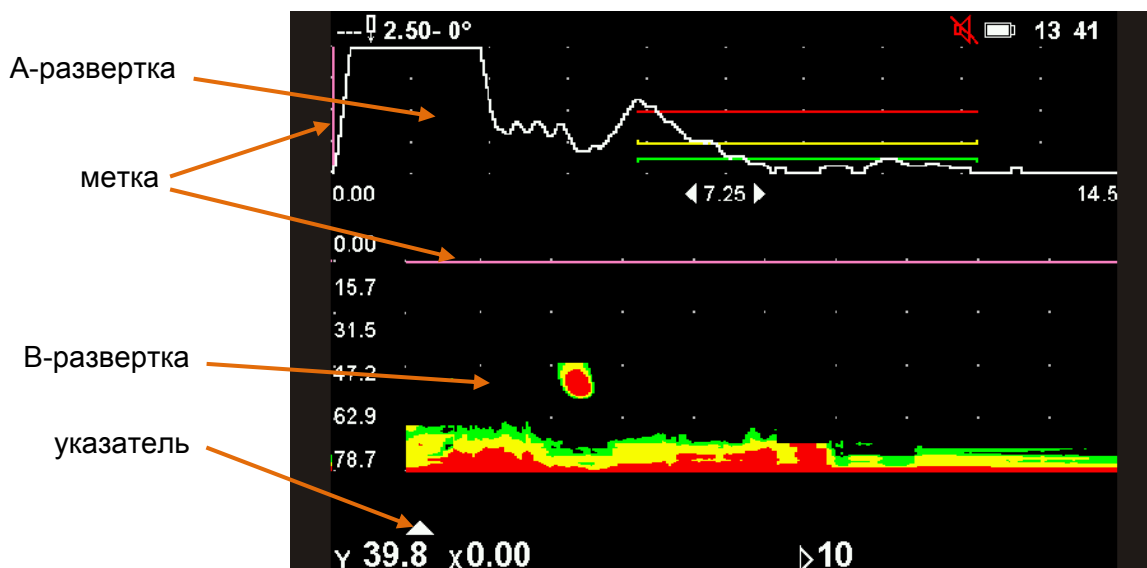 --- 2.50- 0° 13 41
А-развертка
метка
0.00 7.25 14.5
0.00
15.7
31.5
В-развертка
47.2
62.9
указатель
78.7
Y 39.8 X0.00 10